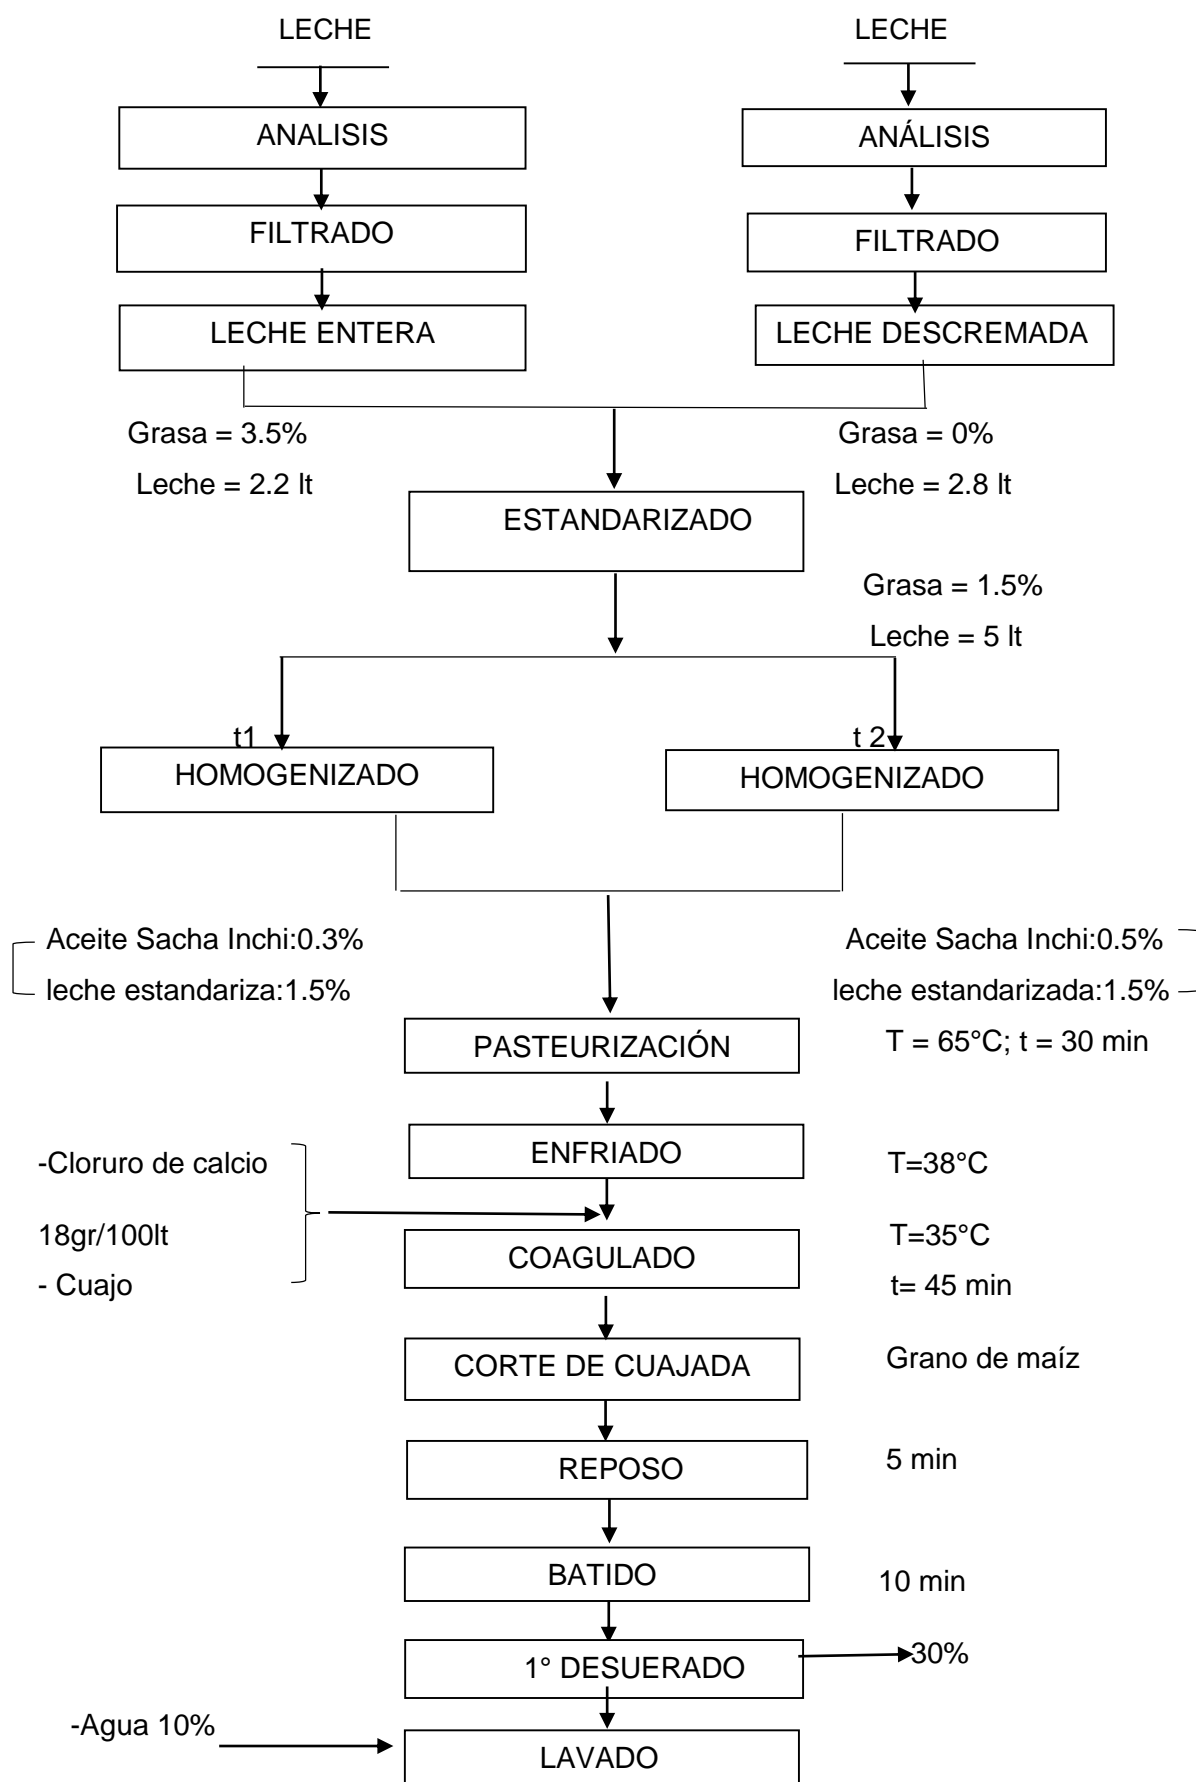 LECHE
LECHE
ANALISIS
ANÁLISIS
FILTRADO
FILTRADO
LECHE ENTERA
LECHE DESCREMADA
Grasa = 3.5%
Grasa = 0%
Leche = 2.2 lt
Leche = 2.8 lt
ESTANDARIZADO
Grasa = 1.5%
Leche = 5 lt
t1
t 2
HOMOGENIZADO
HOMOGENIZADO
Aceite Sacha Inchi:0.3%
Aceite Sacha Inchi:0.5%
leche estandariza:1.5%
leche estandarizada:1.5%
PASTEURIZACIÓN
T = 65°C; t = 30 min
ENFRIADO
-Cloruro de calcio
T=38°C
18gr/100lt
T=35°C
COAGULADO
- Cuajo
t= 45 min
CORTE DE CUAJADA
Grano de maíz
REPOSO
5 min
BATIDO
10 min
1° DESUERADO
30%
-Agua 10%
LAVADO